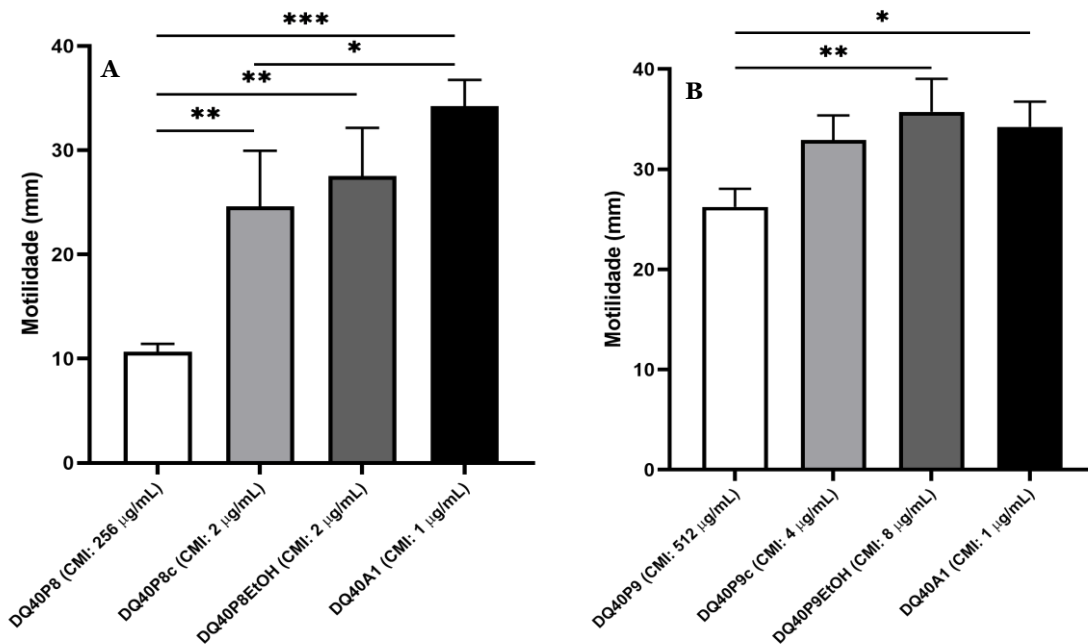 A
***
*
**
**
40
30
20
10
0
Motilidade (mm)
DQ40P8 (CMI: 256 μg/mL)
DQ40P8c (CMI: 2 μg/mL)
DQ40P8EtOH (CMI: 2 μg/mL)
DQ40A1 (CMI: 1 μg/mL)
B
*
**
40
30
20
10
0
Motilidade (mm)
DQ40P9 (CMI: 512 μg/mL)
DQ40P9c (CMI: 4 μg/mL)
DQ40P9EtOH (CMI: 8 μg/mL)
DQ40A1 (CMI: 1 μg/mL)